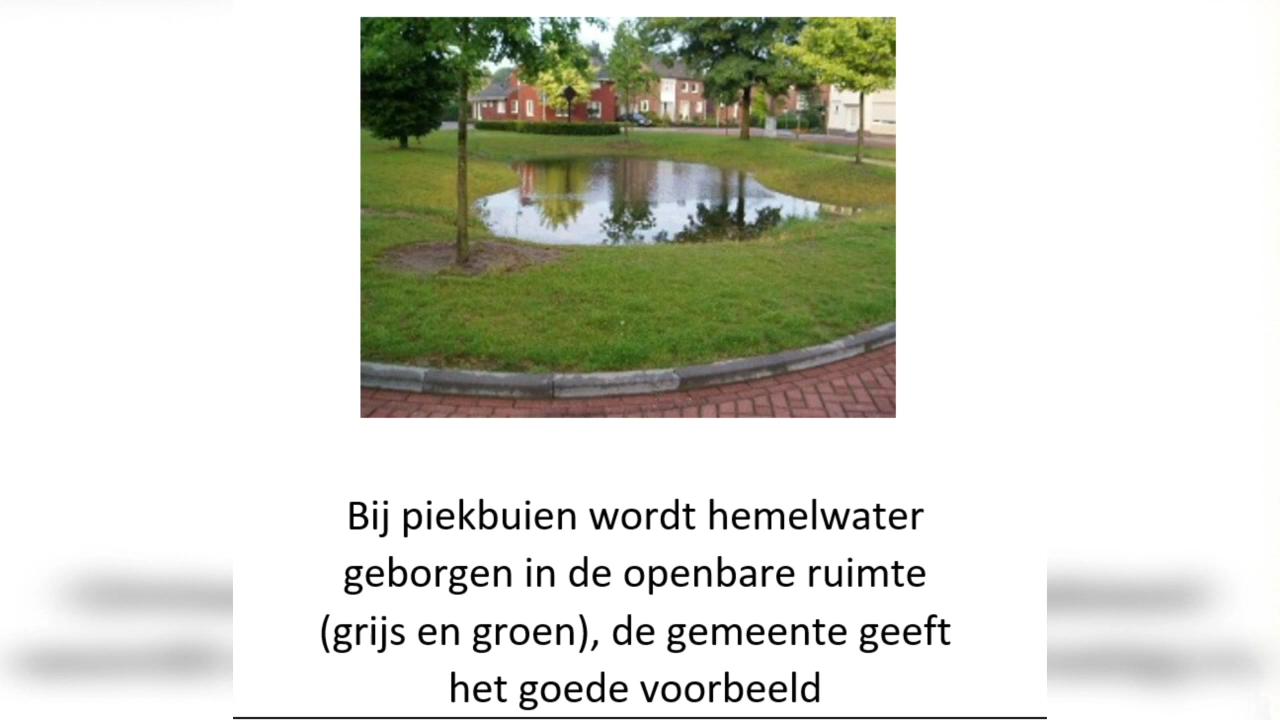 Bij piekbuien wordt hemelwater
geborgen in de openbare ruimte
(grijs en groen), de gemeente geeft
het goede voorbeeld